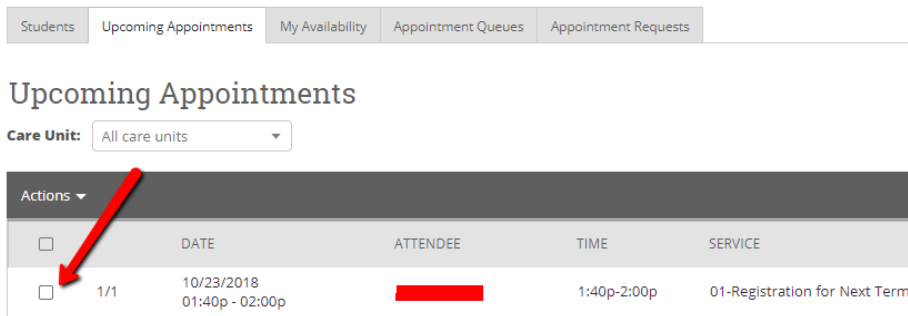 Students Upcoming Appointments My Availability Appointment Queues Appointment Requests
Upcoming Appointments
Care Unit: All care units
Actions
DATE ATTENDEE TIME SERVICE
1/1 10/23/2018 1:40p-2:00p 01-Registration for Next Term
01:40p - 02:00p